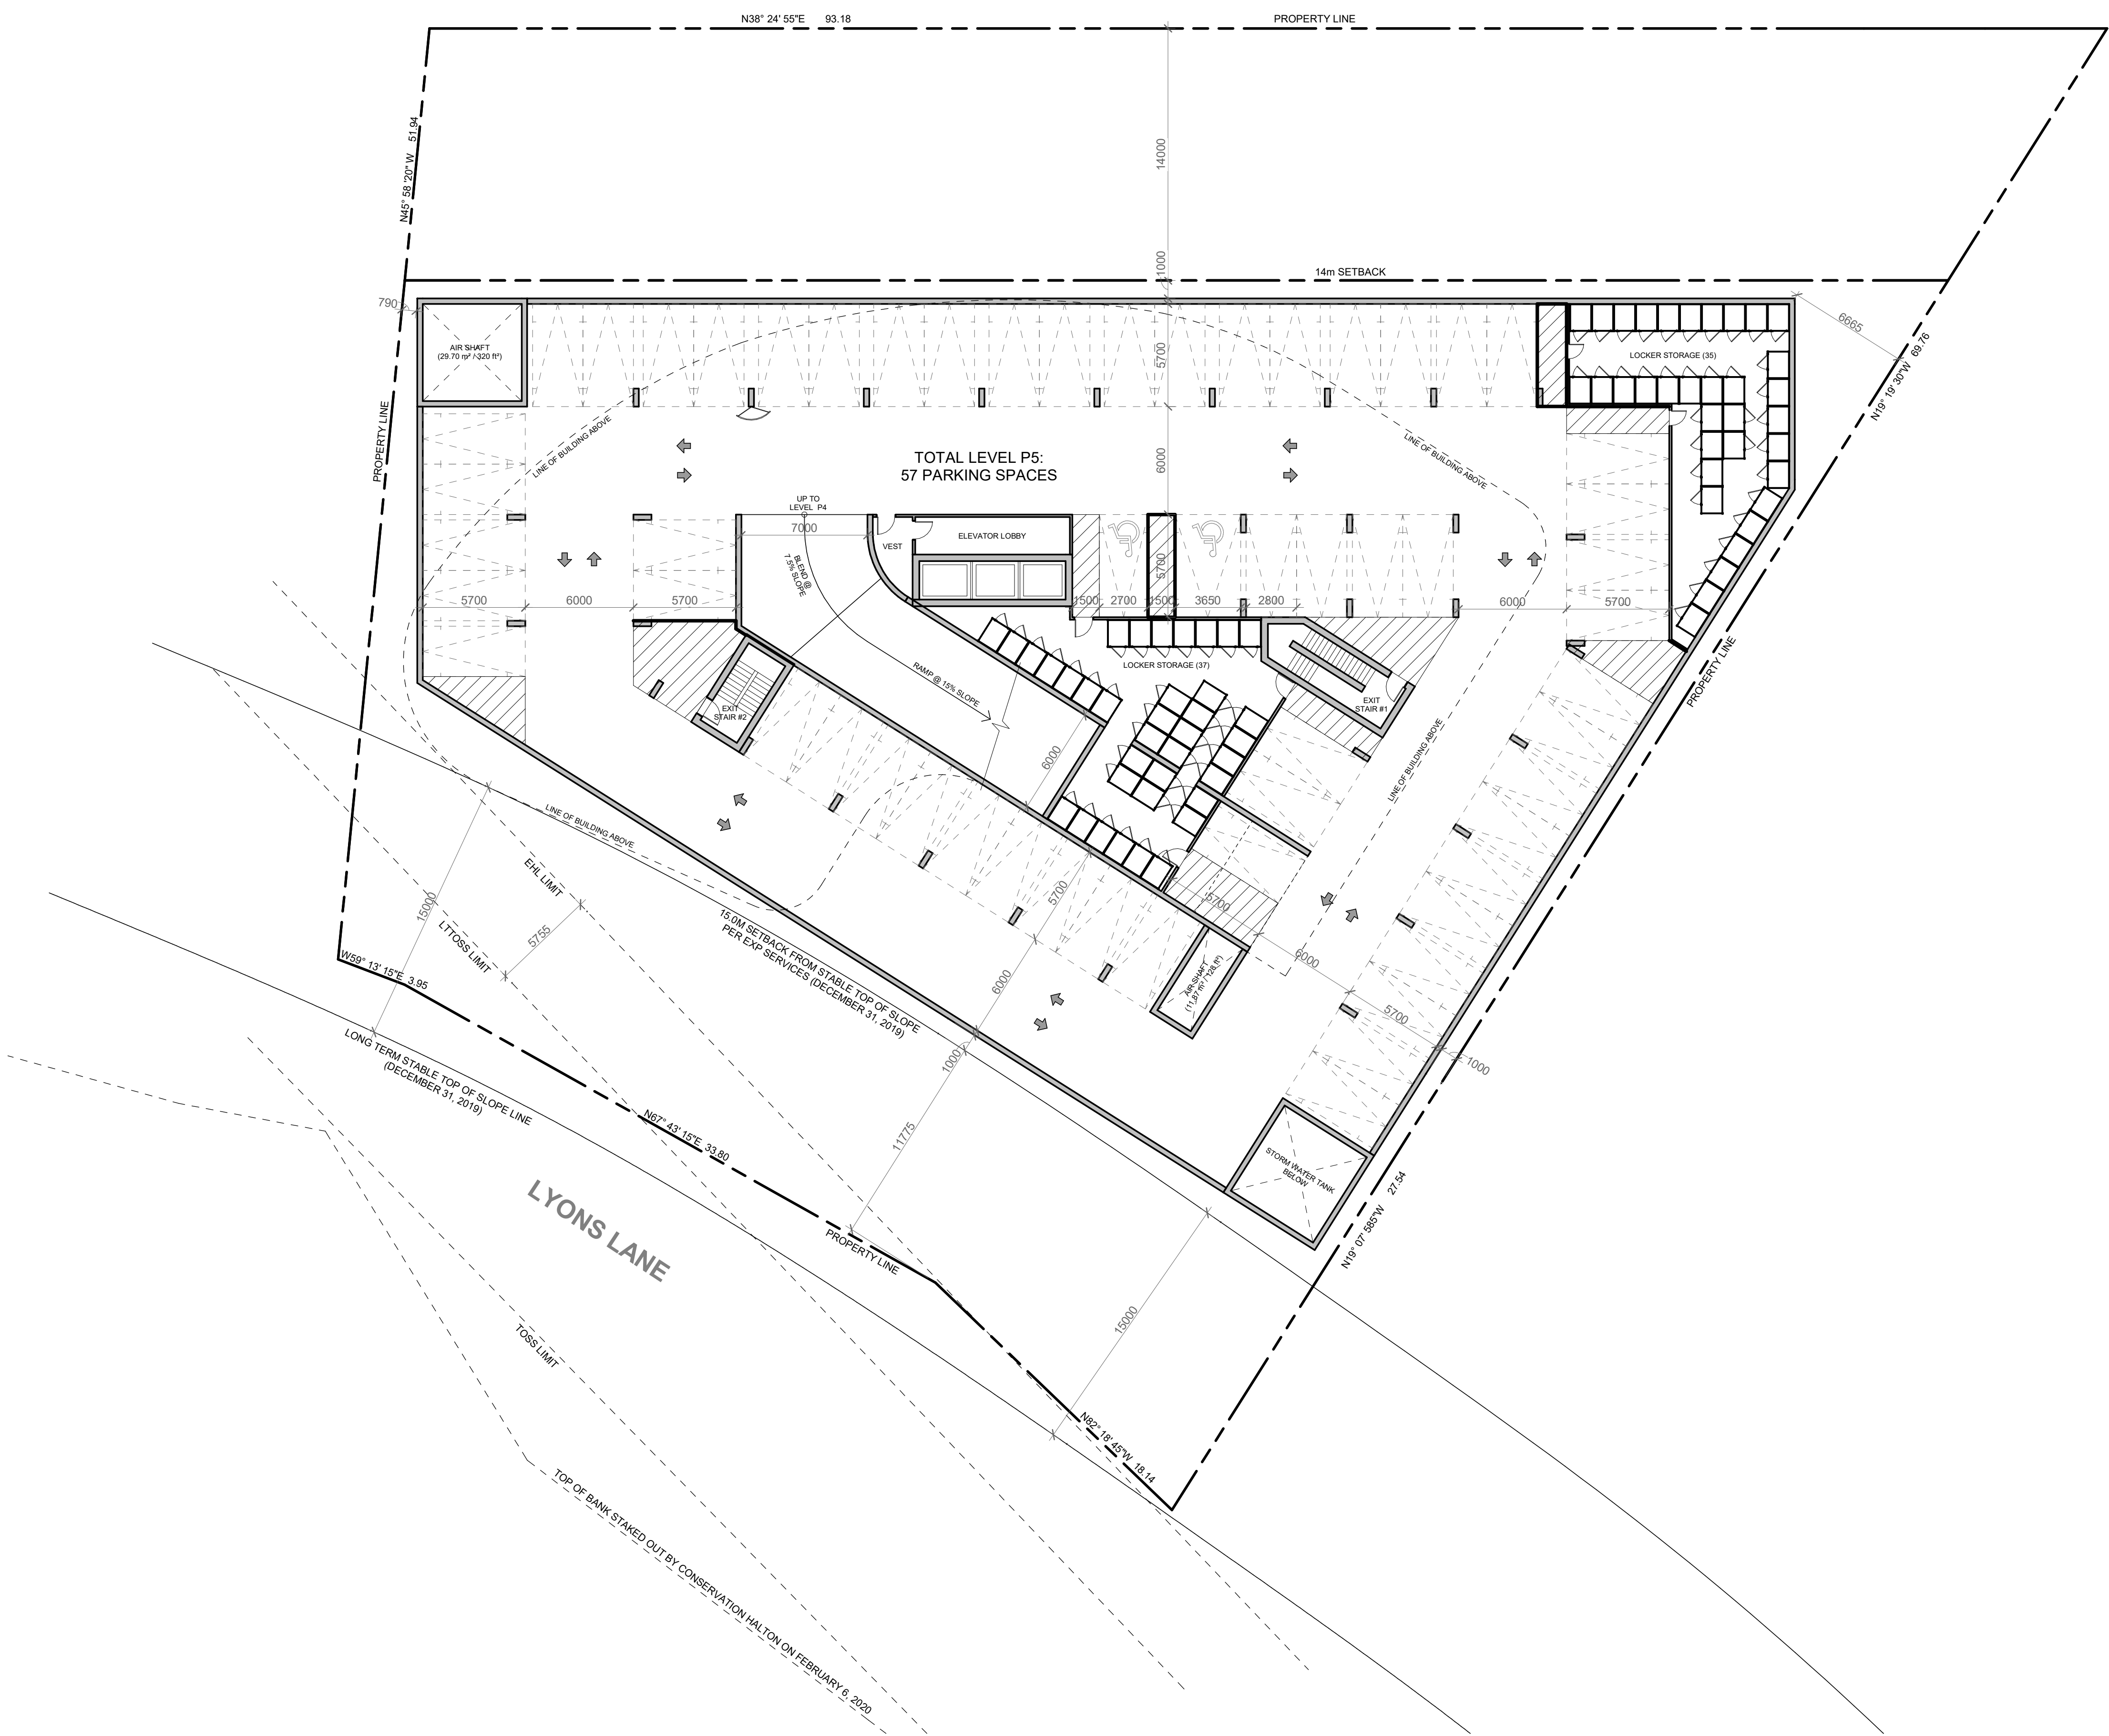 N38° 24' 55"E 93.18
PROPERTY LINE
N45° 58 '20" W 51.94
14000
1000
14m SETBACK
790
6665
AIR SHAFT
(29.70 m² / 320 ft²)
5700
LOCKER STORAGE (35)
N19° 19' 30"W 69.76
PROPERTY LINE
LINE OF BUILDING ABOVE
LINE OF BUILDING ABOVE
TOTAL LEVEL P5:
57 PARKING SPACES
6000
UP TO
LEVEL P4
7000
VEST
ELEVATOR LOBBY
BLEND @
7.5% SLOPE
5700
5700
6000
5700
1500
2700
1500
3650
2800
6000
5700
LOCKER STORAGE (37)
RAMP @ 15% SLOPE
EXIT
STAIR #2
EXIT
STAIR #1
PROPERTY LINE
6000
LINE OF BUILDING ABOVE
LINE OF BUILDING ABOVE
EHL LIMIT
15000
LTTOSS LIMIT
5755
15.0M SETBACK FROM STABLE TOP OF SLOPE
PER EXP SERVICES (DECEMBER 31, 2019)
5700
5700
6000
6000
AIR SHAFT
(11.87 m² / 128 ft²)
5700
1000
W59° 13' 15"E 3.95
LONG TERM STABLE TOP OF SLOPE LINE
(DECEMBER 31, 2019)
1000
11775
N67° 43' 15"E 33.80
STORM WATER TANK
BELOW
N19° 07' 585"W 27.54
LYONS LANE
PROPERTY LINE
15000
TOSS LIMIT
N82° 18' 45"W 18.14
TOP OF BANK STAKED OUT BY CONSERVATION HALTON ON FEBRUARY 6, 2020